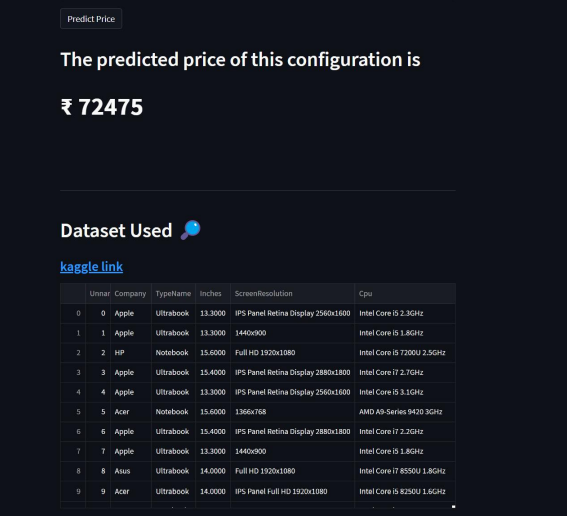 Predict Price
The predicted price of this configuration is
₹ 72475
Dataset Used
kaggle link
Unnar Company TypeName Inches ScreenResolution Cpu
0 0 Apple Ultrabook 13.3000 IPS Panel Retina Display 2560x1600 Intel Core i5 2.3GHz
1 1 Apple Ultrabook 13.3000 1440x900 Intel Core i5 1.8GHz
2 2 HP Notebook 15.6000 Full HD 1920x1080 Intel Core i5 7200U 2.5GHz
3 3 Apple Ultrabook 15.4000 IPS Panel Retina Display 2880x1800 Intel Core i7 2.7GHz
4 4 Apple Ultrabook 13.3000 IPS Panel Retina Display 2560x1600 Intel Core i5 3.1GHz
5 5 Acer Notebook 15.6000 1366x768 AMD A9-Series 9420 3GHz
6 6 Apple Ultrabook 15.4000 IPS Panel Retina Display 2880x1800 Intel Core i7 2.2GHz
7 7 Apple Ultrabook 13.3000 1440x900 Intel Core i5 1.8GHz
8 8 Asus Ultrabook 14.0000 Full HD 1920x1080 Intel Core i7 8550U 1.8GHz
9 9 Acer Ultrabook 14.0000 IPS Panel Full HD 1920x1080 Intel Core i5 8250U 1.6GHz